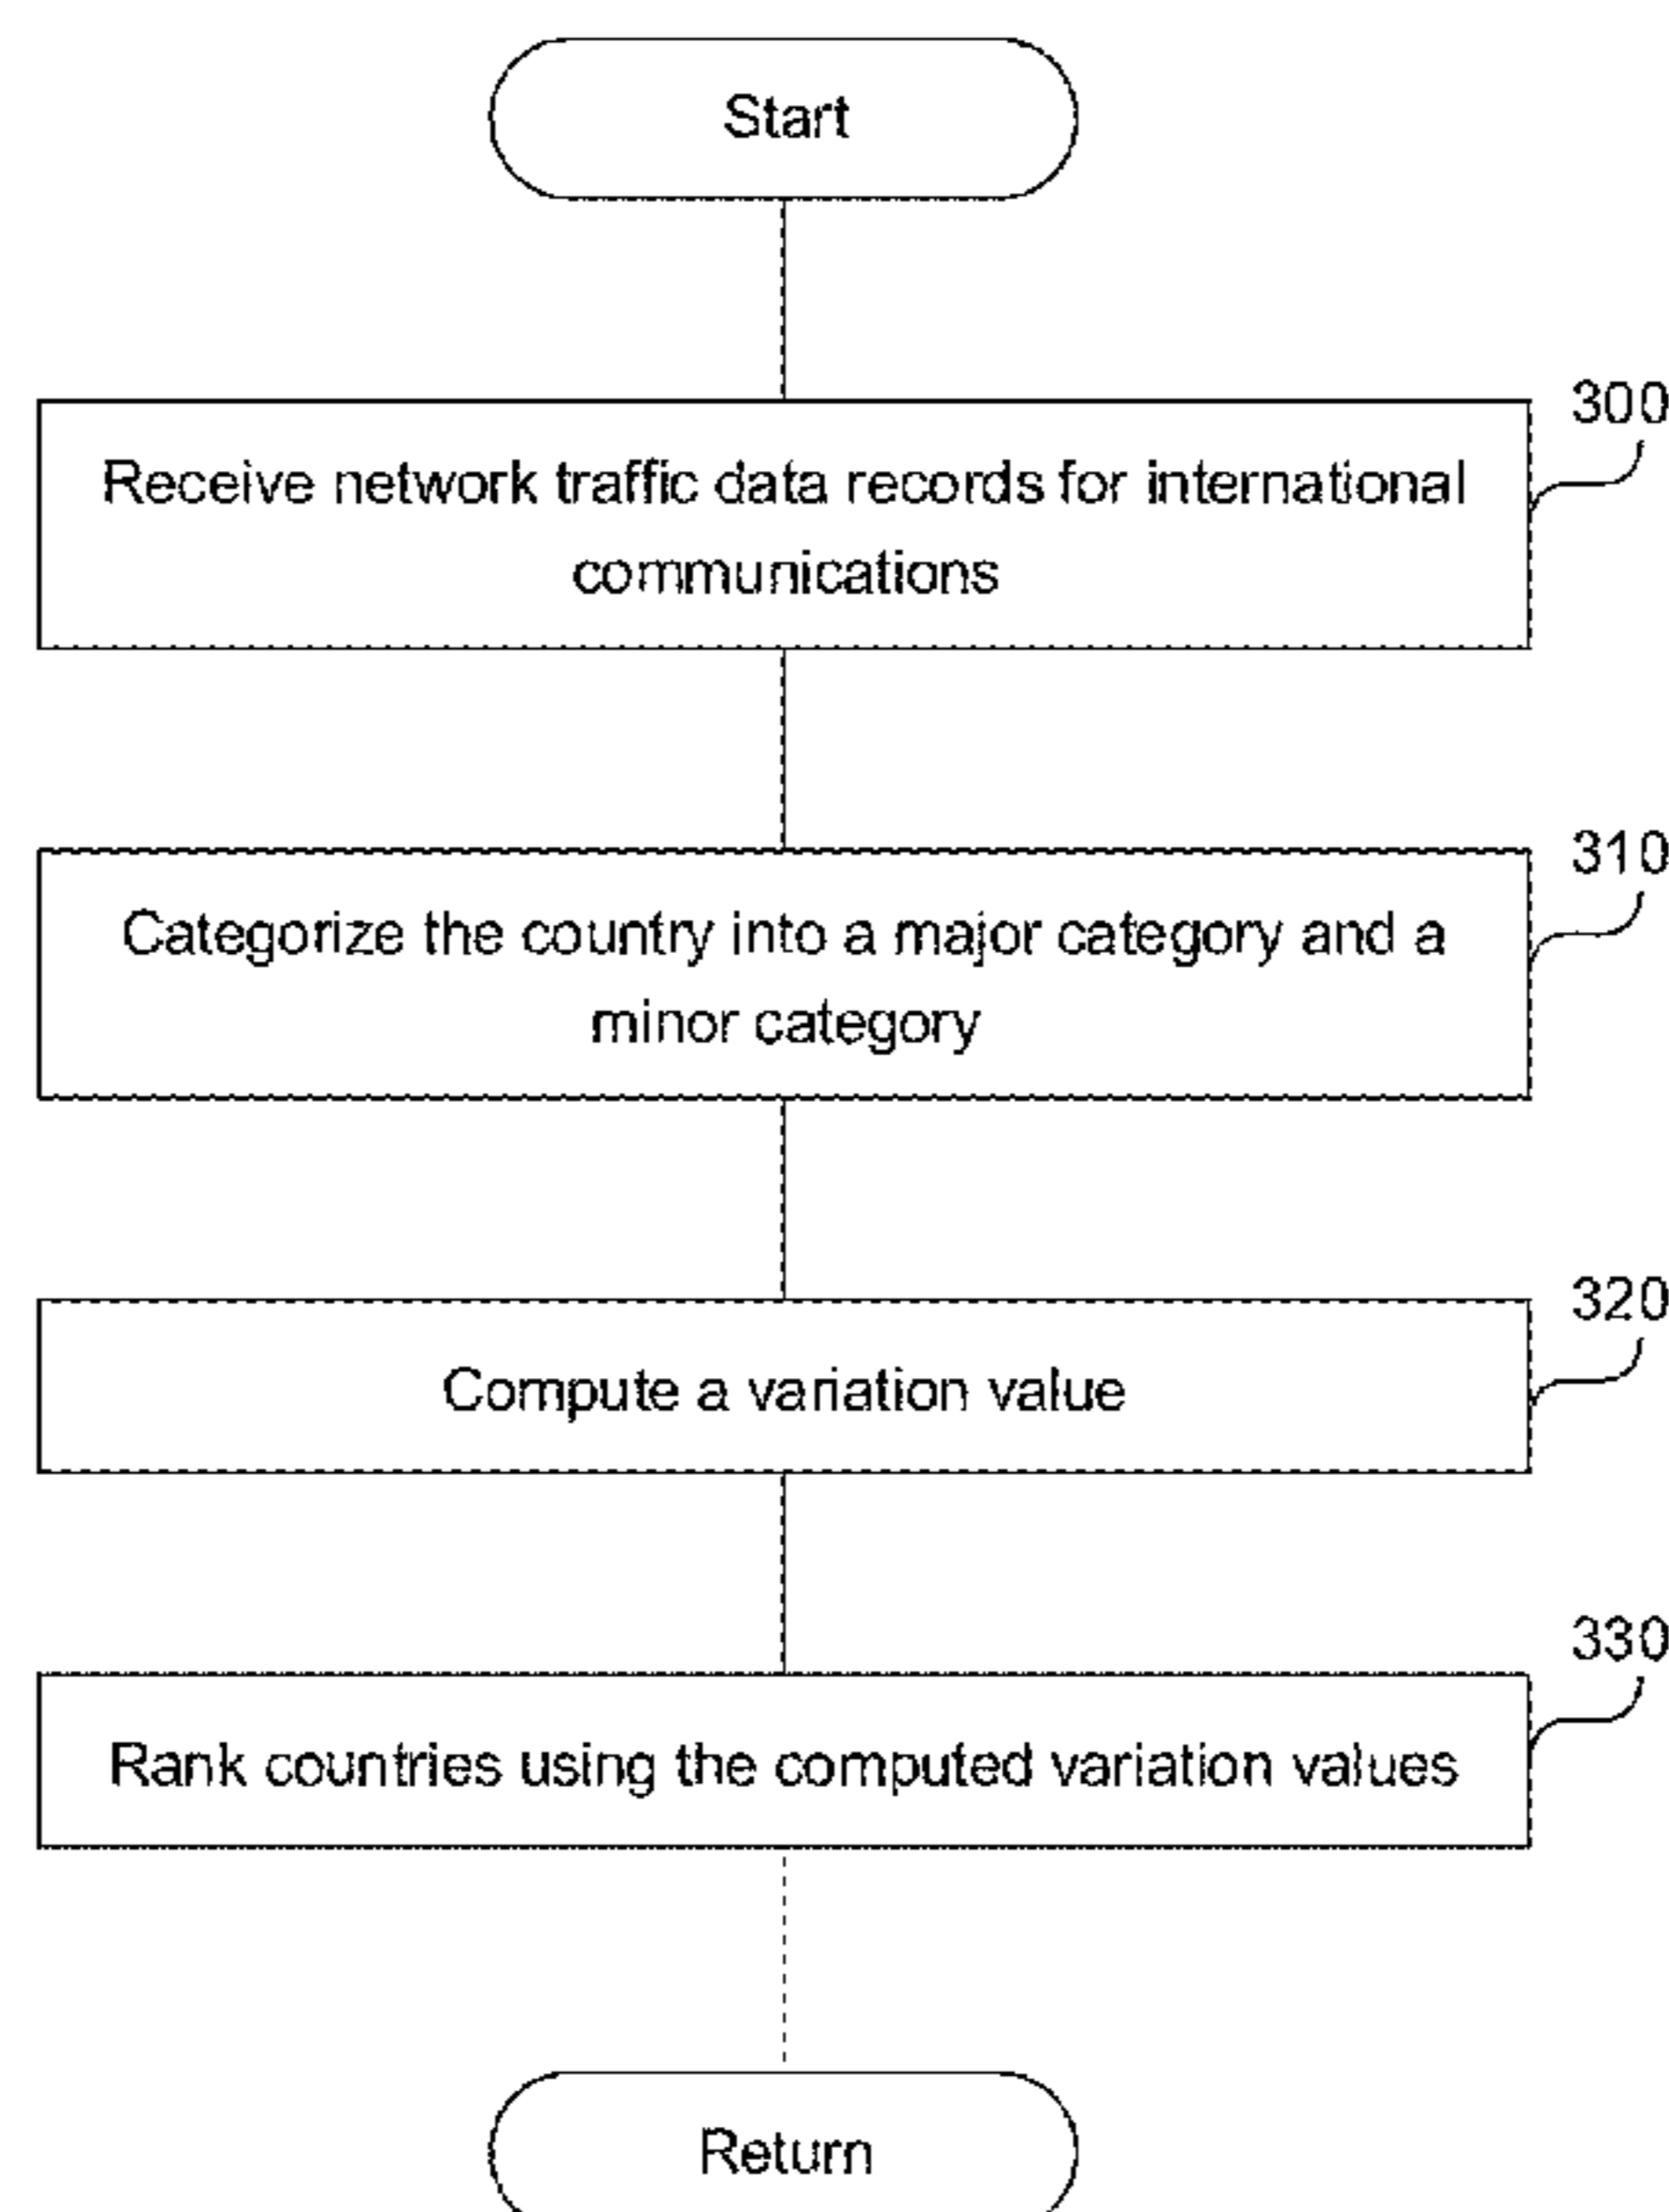 Start
300
Receive network traffic data records for international
communications
310
Categorize the country into a major category and a
minor category
320
Compute a variation value
330
Rank countries using the computed variation values
Return